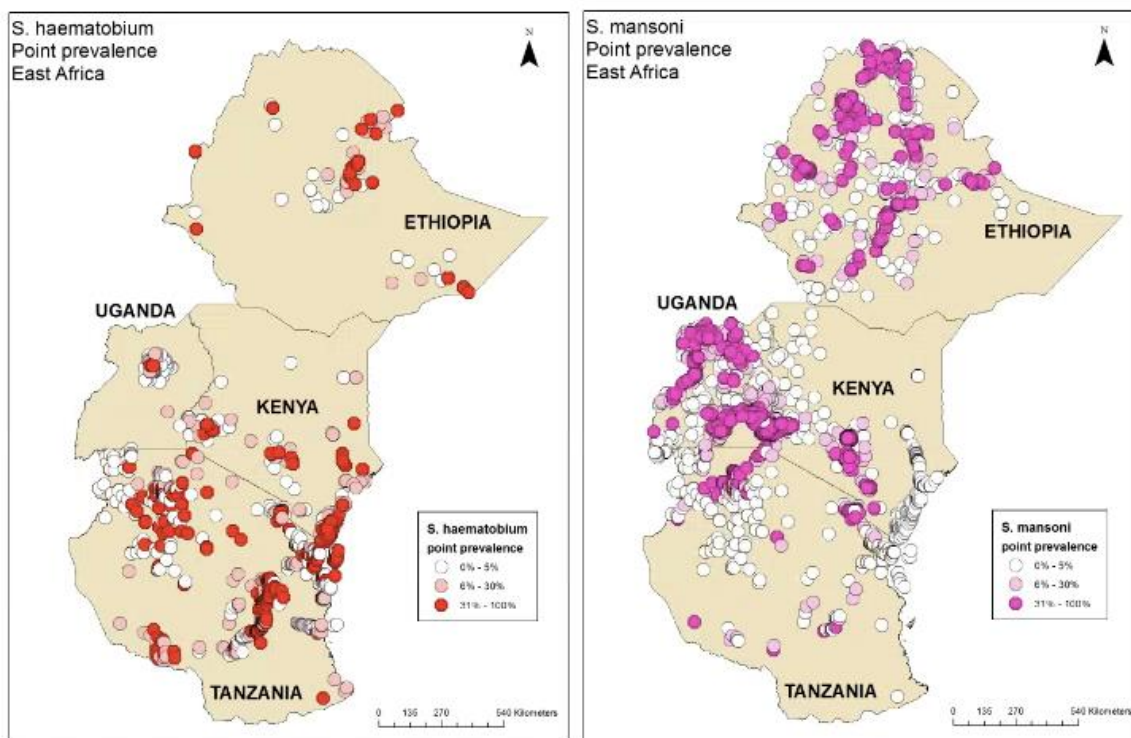 S. haematobium
Point prevalence
East Africa
N
ETHIOPIA
UGANDA
KENYA
S. haematobium
point prevalence
0% - 5%
6% - 30%
31% - 100%
TANZANIA
0 135 270 540 Kilometers
S. mansoni
Point prevalence
East Africa
N
ETHIOPIA
UGANDA
KENYA
S. mansoni
point prevalence
0% - 5%
6% - 30%
31% - 100%
TANZANIA
0 135 270 540 Kilometers